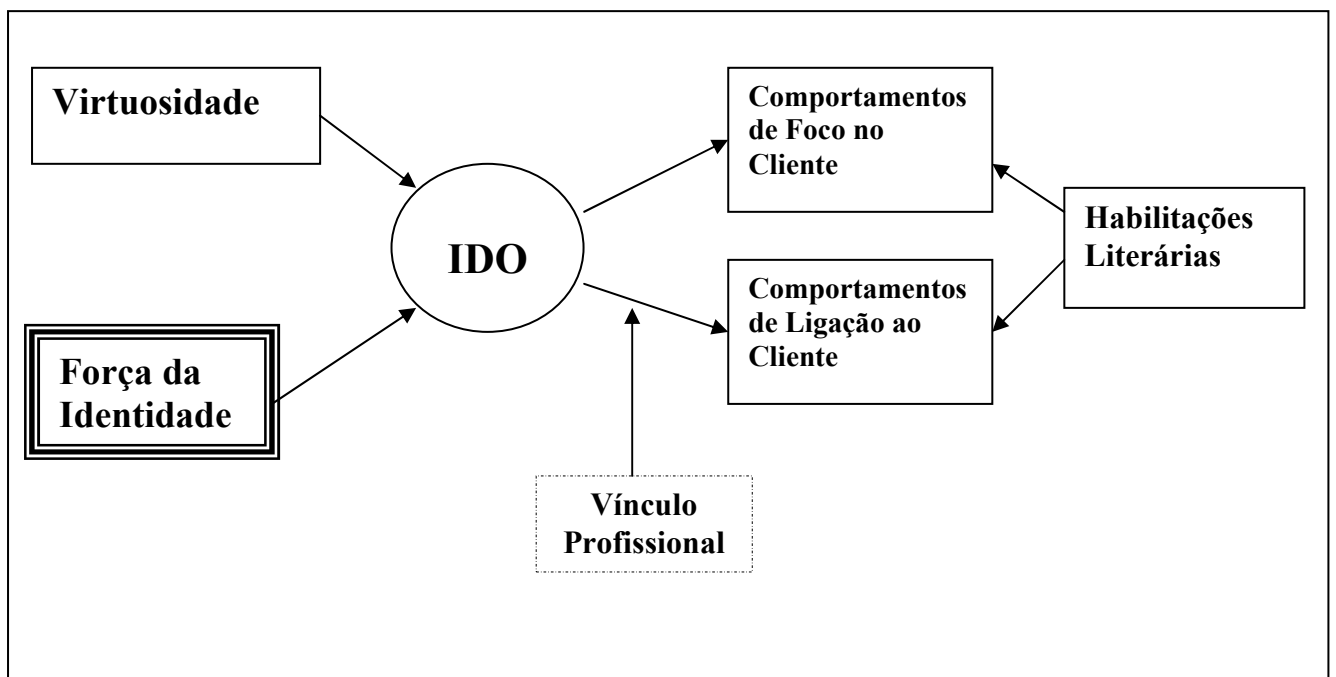 Virtuosidade
Força da
Identidade
IDO
Comportamentos
de Foco no
Cliente
Comportamentos
de Ligação ao
Cliente
Habilitações
Literárias
Vínculo
Profissional